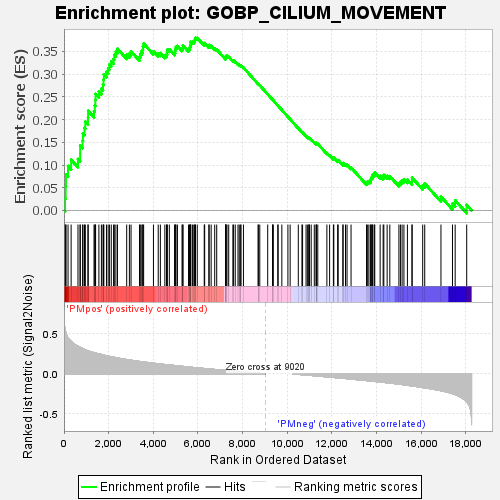 Enrichment plot: GOBP_CILIUM_MOVEMENT
Enrichment score (ES)
0.35
0.30
0.25
0.20
0.15
0.10
0.05
0.00
'PMpos' (positively correlated)
Ranked list metric (Signal2Noise)
0.5
0.0
-0.5
Zero cross at 9020
'PMneg' (negatively correlated)
0
2,000
4,000
6,000
8,000
10,000
12,000
14,000
16,000
18,000
Rank in Ordered Dataset
Enrichment profile
Hits
Ranking metric scores